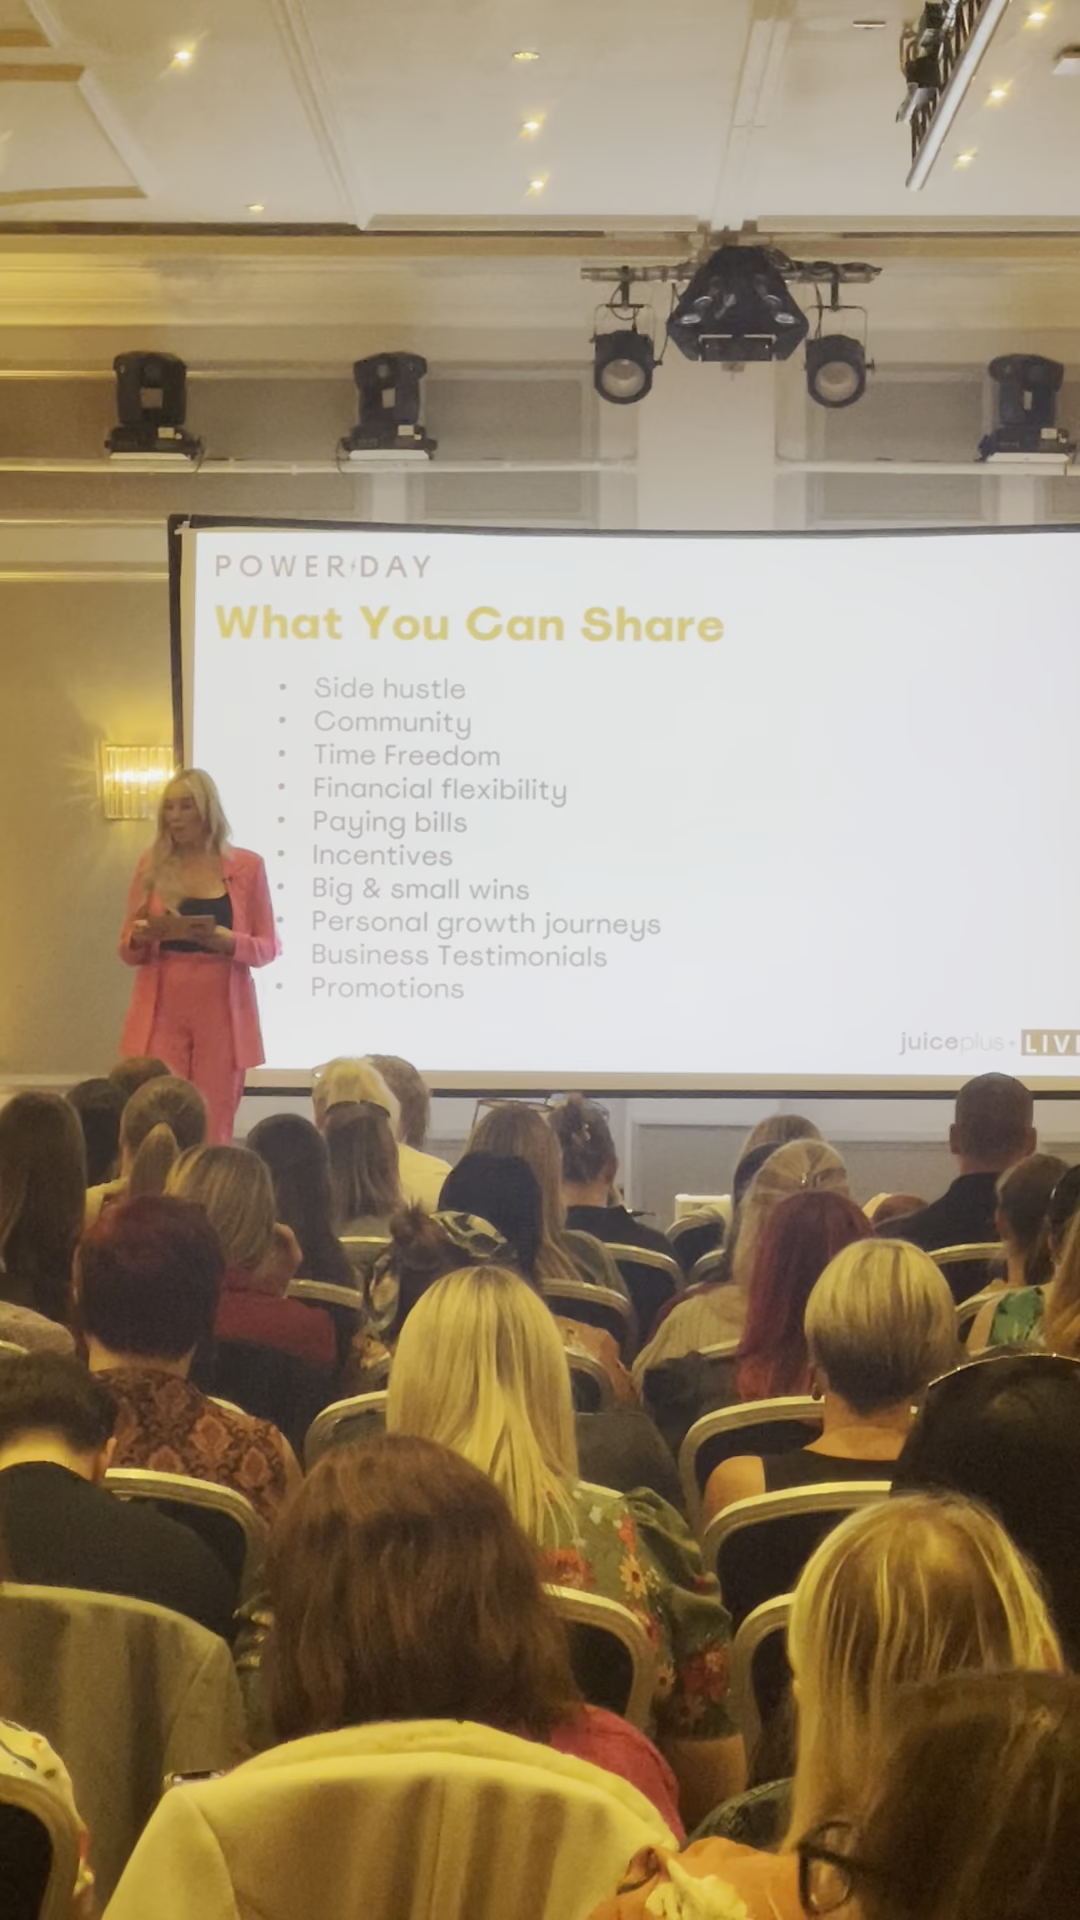 POWER DAY
What You Can Share
• Side hustle
• Community
• Time Freedom
• Financial flexibility
• Paying bills
• Incentives
• Big & small wins
• Personal growth journeys
• Business Testimonials
• Promotions
juiceplus+ LIV